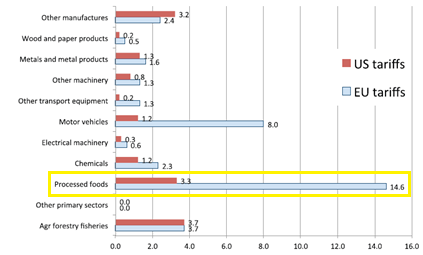 Other manufactures 3.2
2.4
Wood and paper products 0.2
0.5
Metals and metal products 1.3
1.6
Other machinery 0.8
1.3
Other transport equipment 0.2
1.3
Motor vehicles 1.2
8.0
Electrical machinery 0.3
0.6
Chemicals 1.2
2.3
Processed foods 3.3
14.6
Other primary sectors 0.0
0.0
Agr forestry fisheries 3.7
3.7
US tariffs
EU tariffs
0.0 2.0 4.0 6.0 8.0 10.0 12.0 14.0 16.0